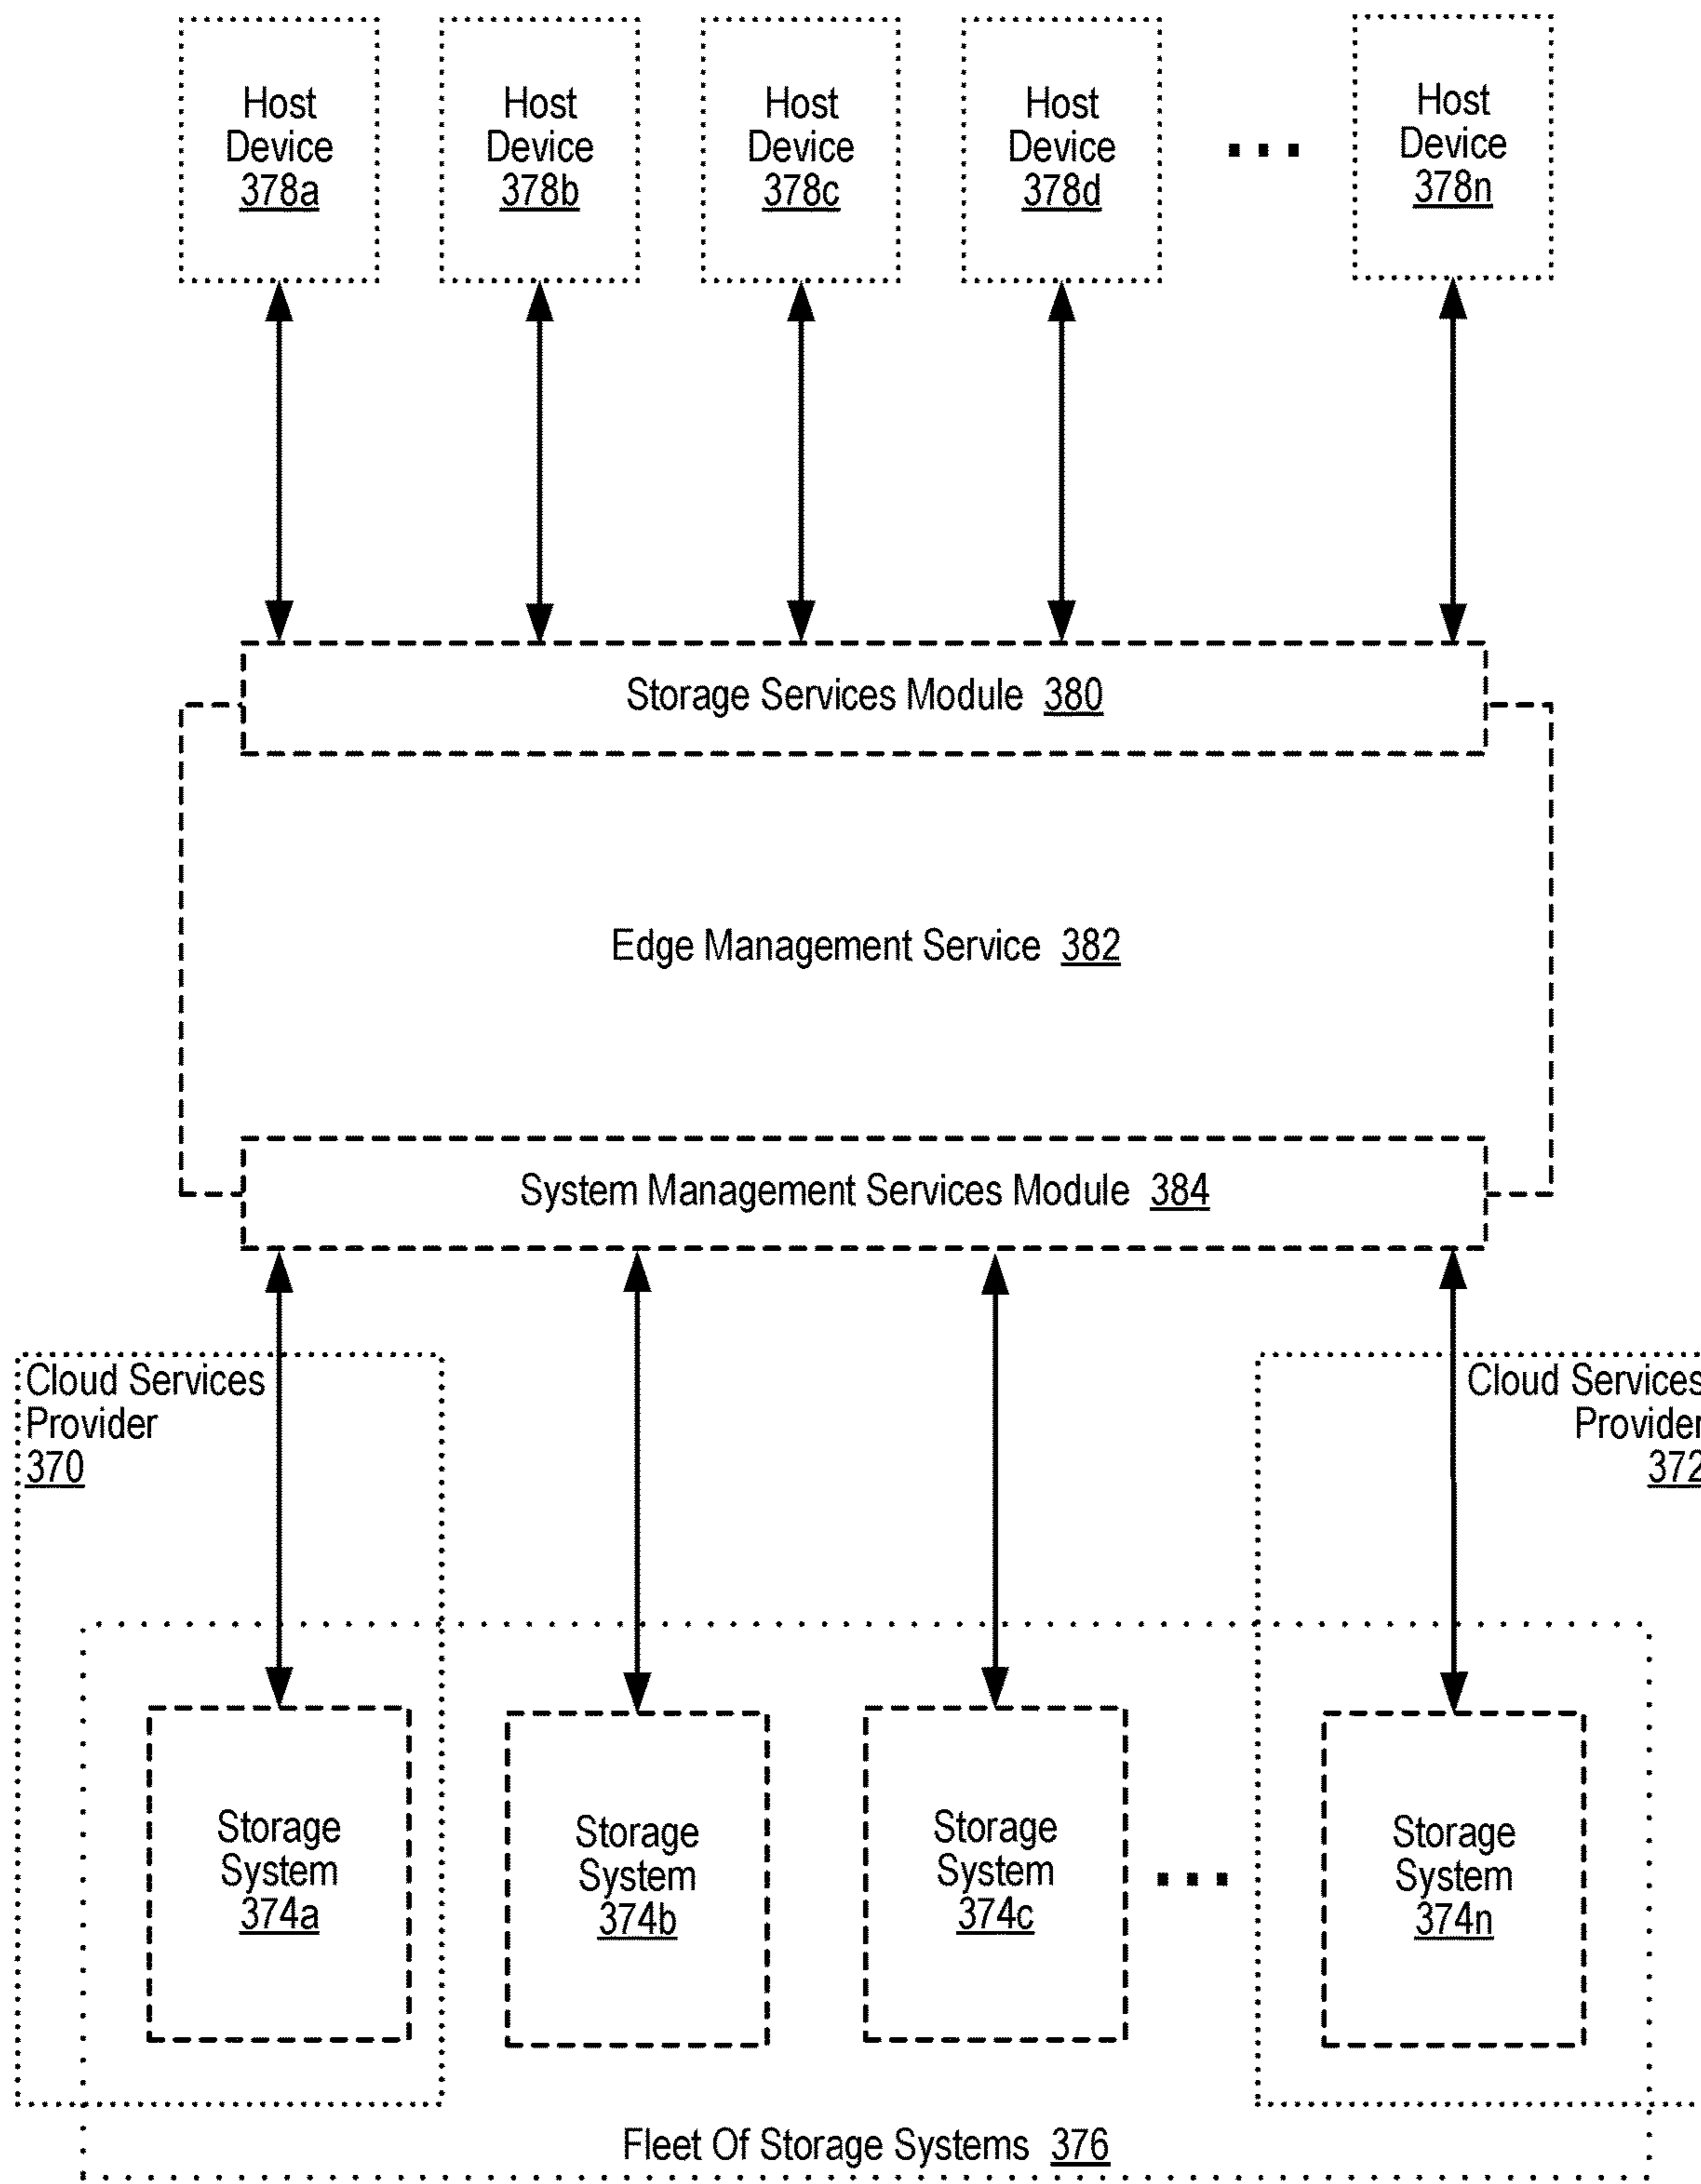 Host
Device
378a
Host
Device
378b
Host
Device
378c
Host
Device
378d
...
Host
Device
378n
Storage Services Module 380
Edge Management Service 382
System Management Services Module 384
Cloud Services
Provider
370
Cloud Services
Provider
372
Storage
System
374a
Storage
System
374b
Storage
System
374c
...
Storage
System
374n
Fleet Of Storage Systems 376